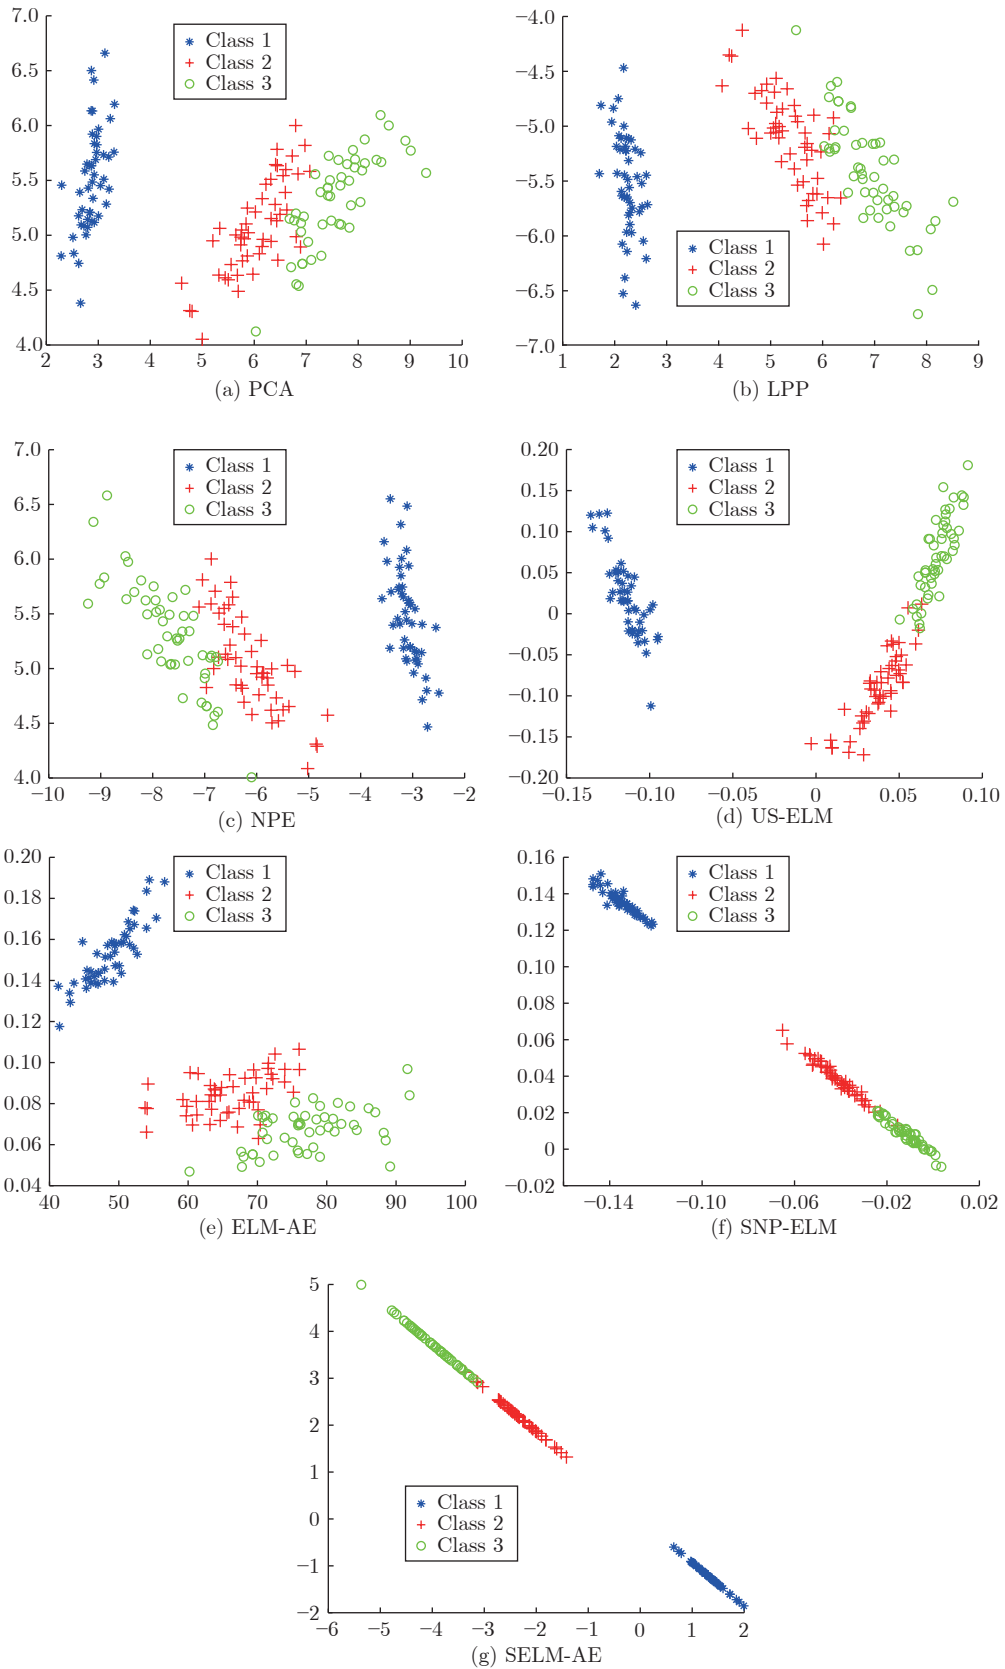 7.0
6.5
6.0
5.5
5.0
4.5
4.0
2 3 4 5 6 7 8 9 10
Class 1
Class 2
Class 3
(a) PCA
−4.0
−4.5
−5.0
−5.5
−6.0
−6.5
−7.0
1 2 3 4 5 6 7 8 9
Class 1
Class 2
Class 3
(b) LPP
7.0
6.5
6.0
5.5
5.0
4.5
4.0
−10 −9 −8 −7 −6 −5 −4 −3 −2
Class 1
Class 2
Class 3
(c) NPE
0.20
0.15
0.10
0.05
0
−0.05
−0.10
−0.15
−0.20
−0.15 −0.10 −0.05 0 0.05 0.10
Class 1
Class 2
Class 3
(d) US-ELM
0.20
0.18
0.16
0.14
0.12
0.10
0.08
0.06
0.04
40 50 60 70 80 90 100
Class 1
Class 2
Class 3
(e) ELM-AE
0.16
0.14
0.12
0.10
0.08
0.06
0.04
0.02
0
−0.02
−0.14 −0.10 −0.06 −0.02 0.02
Class 1
Class 2
Class 3
(f) SNP-ELM
5
4
3
2
1
0
−1
−2
−6 −5 −4 −3 −2 −1 0 1 2
Class 1
Class 2
Class 3
(g) SELM-AE